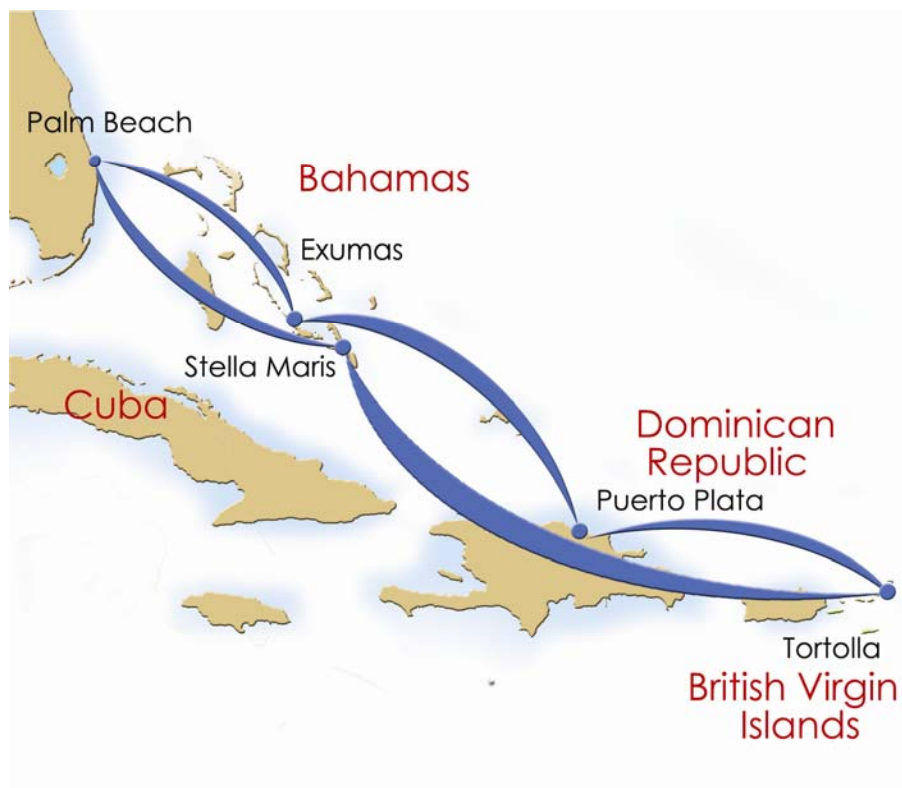 Palm Beach
Bahamas
Exumas
Stella Maris
Cuba
Dominican
Republic
Puerto Plata
Tortolla
British Virgin
Islands